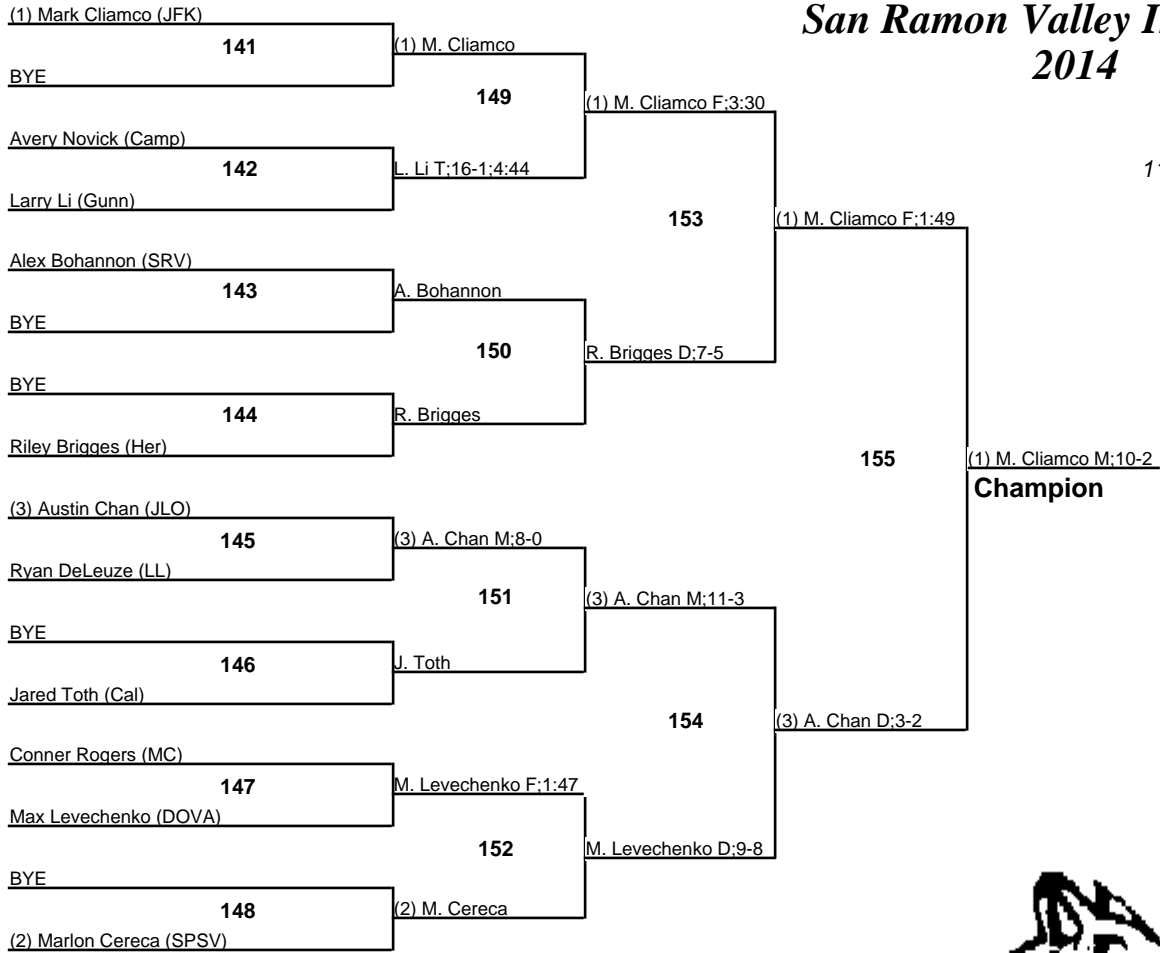 San Ramon Valley
2014
(1) Mark Cliamco (JFK)
141
BYE
(1) M. Cliamco
149
Avery Novick (Camp)
142
Larry Li (Gunn)
L. Li T;16-1;4:44
(1) M. Cliamco F;3:30
153
Alex Bohannon (SRV)
143
BYE
A. Bohannon
150
BYE
144
Riley Brigges (Her)
R. Brigges
R. Brigges D;7-5
(1) M. Cliamco F;1:49
155
(3) Austin Chan (JLO)
145
Ryan DeLeuze (LL)
(3) A. Chan M;8-0
151
BYE
146
Jared Toth (Cal)
J. Toth
(3) A. Chan M;11-3
154
Conner Rogers (MC)
147
Max Levechenko (DOVA)
M. Levechenko F;1:47
152
BYE
148
(2) Marlon Cereca (SPSV)
(2) M. Cereca
M. Levechenko D;9-8
(3) A. Chan D;3-2
(1) M. Cliamco M;10-2
Champion